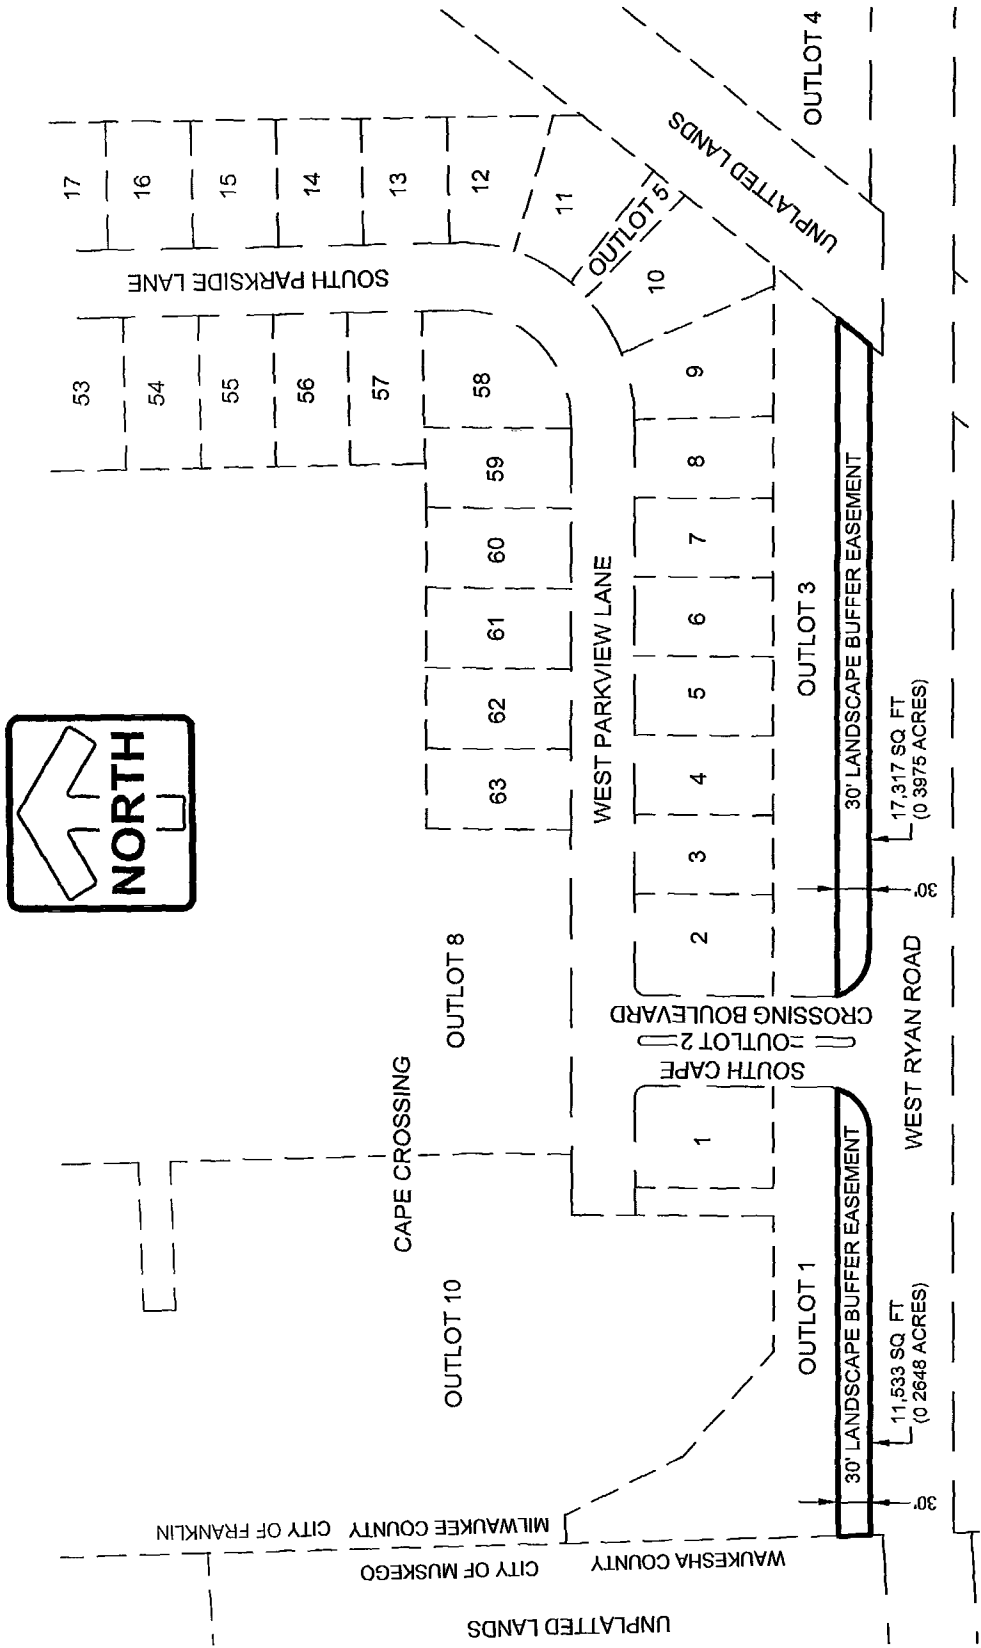 NORTH
17
16
15
14
13
12
11
OUTLOT 5
10
SOUTH PARKSIDE LANE
53
54
55
56
57
58
59
60
61
62
63
UNPLATTED LANDS
OUTLOT 4
WEST PARKVIEW LANE
9
8
7
6
5
4
3
2
1
OUTLOT 8
CAPE CROSSING
OUTLOT 10
OUTLOT 3
SOUTH CAPE
OUTLOT 2
CROSSING BOULEVARD
OUTLOT 1
30' LANDSCAPE BUFFER EASEMENT
11,533 SQ FT
(0 2648 ACRES)
30'
30' LANDSCAPE BUFFER EASEMENT
17,317 SQ FT
(0 3975 ACRES)
30'
WEST RYAN ROAD
MILWAUKEE COUNTY CITY OF FRANKLIN
WAUKESHA COUNTY CITY OF MUSKEGO
UNPLATTED LANDS